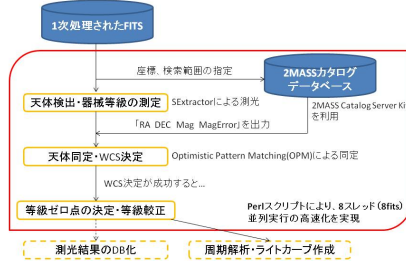 1次処理されたFITS
座標、検索範囲の指定
2MASSカタログ
データベース
天体検出・器械等級の測定
SExtractorによる測光
2MASS Catalog Server Ki
を利用
「RA DEC Mag MagError」を出力
天体同定・WCS決定
Optimistic Pattern Matching(OPM)による同定
WCS決定が成功すると…
等級ゼロ点の決定・等級較正
Perlスクリプトにより、8スレッド(8fits)
並列実行の高速化を実現
測光結果のDB化
周期解析・ライトカーブ作成